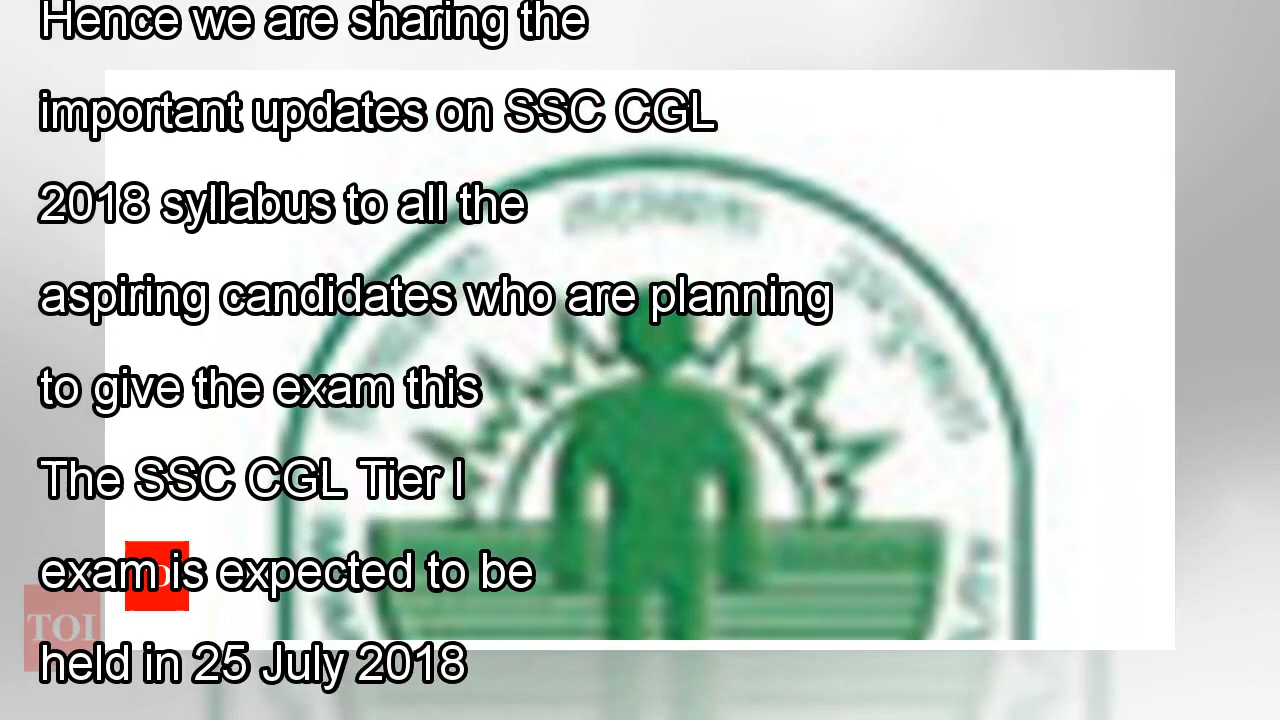 Hence we are sharing the
important updates on SSC CGL
2018 syllabus to all the
aspiring candidates who are planning
to give the exam this
The SSC CGL Tier I
exam is expected to be
held in 25 July 2018
TOI